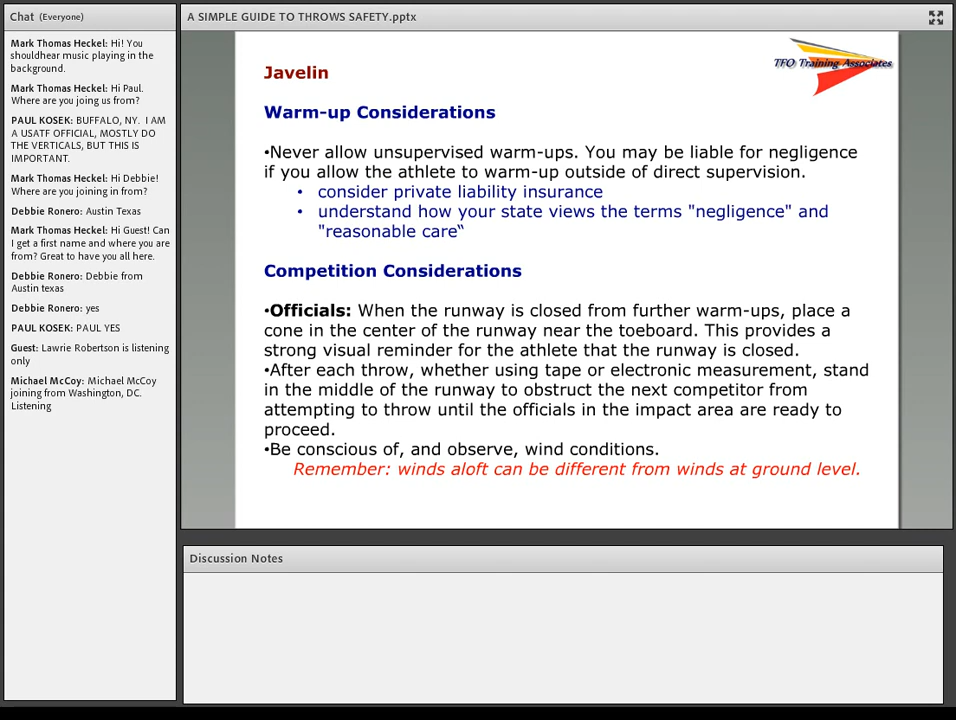 Chat (Everyone)
Mark Thomas Heckel: Hi! You
shouldhear music playing in the
background.
Mark Thomas Heckel: Hi Paul.
Where are you joing us from?
PAUL KOSEK: BUFFALO, NY. I AM
A USATF OFFICIAL, MOSTLY DO
THE VERTICALS, BUT THIS IS
IMPORTANT.
Mark Thomas Heckel: Hi Debbie!
Where are you joining in from?
Debbie Ronero: Austin Texas
Mark Thomas Heckel: Hi Guest! Can
I get a first name and where you are
from? Great to have you all here.
Debbie Ronero: Debbie from
Austin texas
Debbie Ronero: yes
PAUL KOSEK: PAUL YES
Guest: Lawrie Robertson is listening
only
Michael McCoy: Michael McCoy
joining from Washington, DC.
Listening
A SIMPLE GUIDE TO THROWS SAFETY.pptx
TFO Training Associates
Javelin
Warm-up Considerations
•Never allow unsupervised warm-ups. You may be liable for negligence
if you allow the athlete to warm-up outside of direct supervision.
• consider private liability insurance
• understand how your state views the terms "negligence" and
"reasonable care“
Competition Considerations
•Officials: When the runway is closed from further warm-ups, place a
cone in the center of the runway near the toeboard. This provides a
strong visual reminder for the athlete that the runway is closed.
•After each throw, whether using tape or electronic measurement, stand
in the middle of the runway to obstruct the next competitor from
attempting to throw until the officials in the impact area are ready to
proceed.
•Be conscious of, and observe, wind conditions.
Remember: winds aloft can be different from winds at ground level.
Discussion Notes